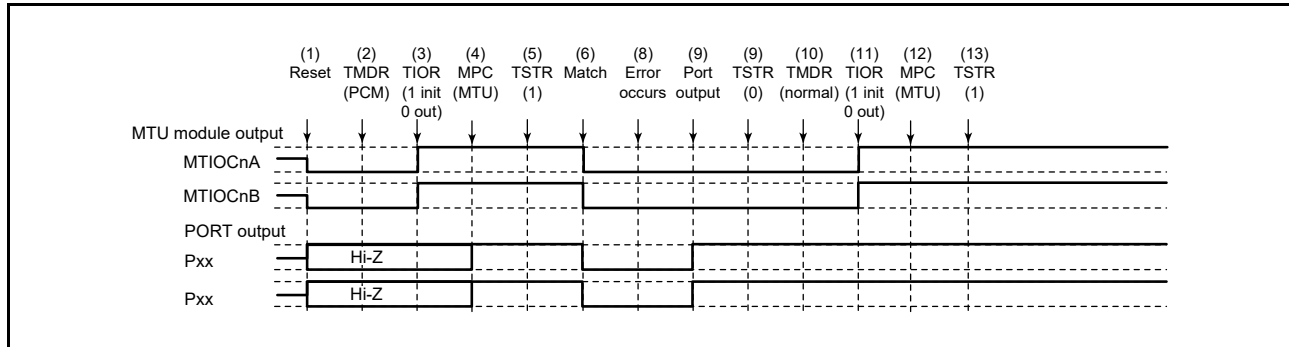 (1) (2) (3) (4) (5) (6) (8) (9) (9) (10) (11) (12) (13)
Reset TMDR TIOR MPC TSTR Match Error Port TSTR TMDR TIOR MPC TSTR
(PCM) (1 init (MTU) (1) occurs output (0) (normal) (1 init (MTU) (1)
0 out) 0 out)
MTU module output
MTIOCnA
MTIOCnB
PORT output
Pxx Hi-Z
Pxx Hi-Z